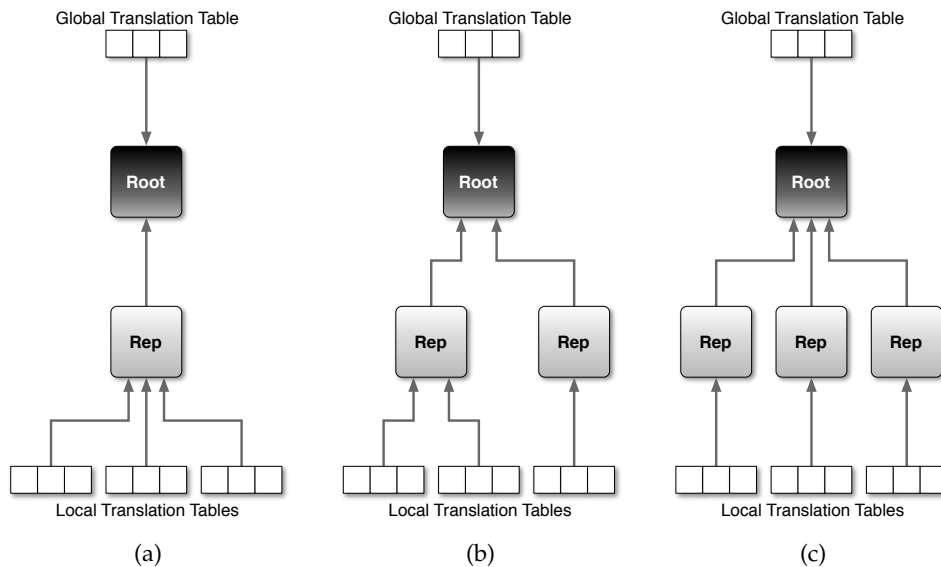 Global Translation Table
Root
Rep
Local Translation Tables
(a)
Global Translation Table
Root
Rep
Rep
Local Translation Tables
(b)
Global Translation Table
Root
Rep
Rep
Rep
Local Translation Tables
(c)